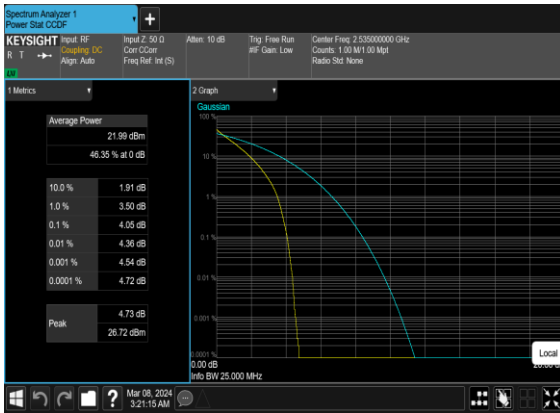 Spectrum Analyzer 1
Power Stat CCDF
+
KEYSIGHT
R T
LXI
Input: RF
Coupling: DC
Align: Auto
Input Z: 50 Ω
Corr CCorr
Freq Ref: Int (S)
Atten: 10 dB
Trig: Free Run
#IF Gain: Low
Center Freq: 2.535000000 GHz
Counts: 1.00 M/1.00 Mpt
Radio Std: None
1 Metrics
Average Power
21.99 dBm
46.35 % at 0 dB
10.0 % 1.91 dB
1.0 % 3.50 dB
0.1 % 4.05 dB
0.01 % 4.36 dB
0.001 % 4.54 dB
0.0001 % 4.72 dB
Peak
4.73 dB
26.72 dBm
2 Graph
Gaussian
100 %
10 %
1 %
0.1 %
0.01 %
0.001 %
0.0001 %
0.00 dB
Info BW 25.000 MHz
Local
?
Mar 08, 2024
3:21:15 AM